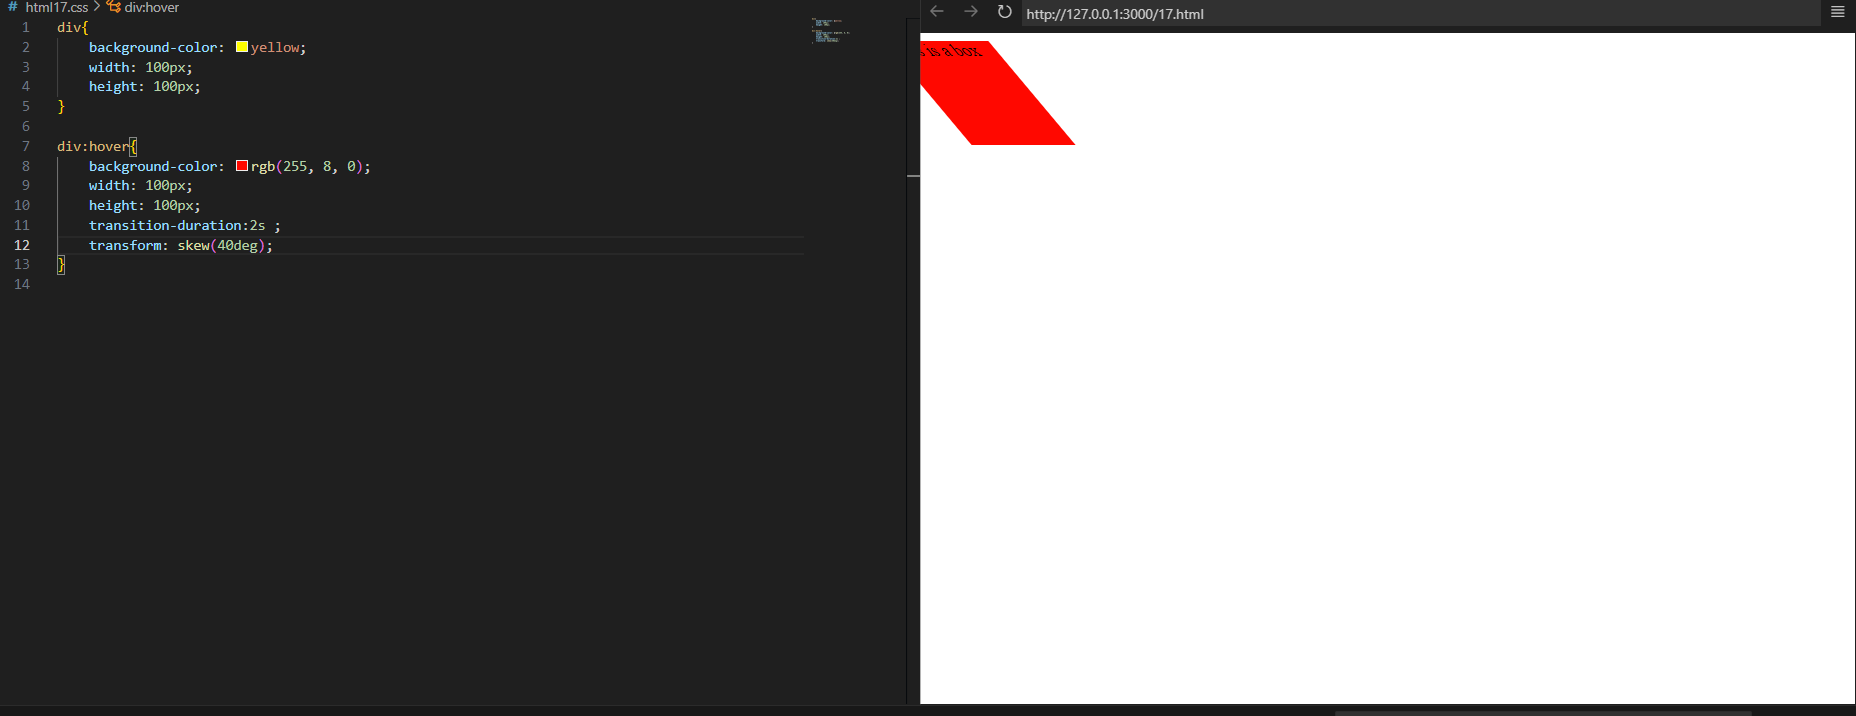 # html17.css > div:hover
1 div{
2 background-color: yellow;
3 width: 100px;
4 height: 100px;
5 }
6
7 div:hover{
8 background-color: rgb(255, 8, 0);
9 width: 100px;
10 height: 100px;
11 transition-duration:2s ;
12 transform: skew(40deg);
13 }
14
http://127.0.0.1:3000/17.html
s is a box